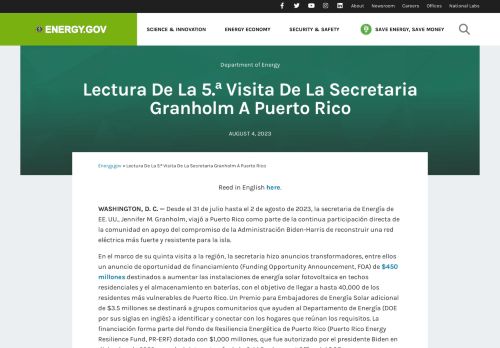 About Newsroom Careers Offices National Labs
ENERGY.GOV SCIENCE & INNOVATION ENERGY ECONOMY SECURITY & SAFETY SAVE ENERGY, SAVE MONEY
Department of Energy
Lectura De La 5.ª Visita De La Secretaria
Granholm A Puerto Rico
AUGUST 4, 2023
Energy.gov » Lectura De La 5.ª Visita De La Secretaria Granholm A Puerto Rico
Read in English here.
WASHINGTON, D. C. — Desde el 31 de julio hasta el 2 de agosto de 2023, la secretaria de Energía de
EE. UU., Jennifer M. Granholm, viajó a Puerto Rico como parte de la continua participación directa de
la comunidad en apoyo del compromiso de la Administración Biden-Harris de reconstruir una red
eléctrica más fuerte y resistente para la isla.
En el marco de su quinta visita a la región, la secretaria hizo anuncios transformadores, entre ellos
un anuncio de oportunidad de financiamiento (Funding Opportunity Announcement, FOA) de $450
millones destinados a aumentar las instalaciones de energía solar fotovoltaica en techos
residenciales y el almacenamiento en baterías, con el objetivo de llegar a hasta 40,000 de los
residentes más vulnerables de Puerto Rico. Un Premio para Embajadores de Energía Solar adicional
de $3.5 millones se destinará a grupos comunitarios que ayuden al Departamento de Energía (DOE
por sus siglas en inglés) a identificar y conectar con los hogares que reúnan los requisitos. La
financiación forma parte del Fondo de Resiliencia Energética de Puerto Rico (Puerto Rico Energy
Resilience Fund, PR-ERF) dotado con $1,000 millones, que fue autorizado por el presidente Biden en